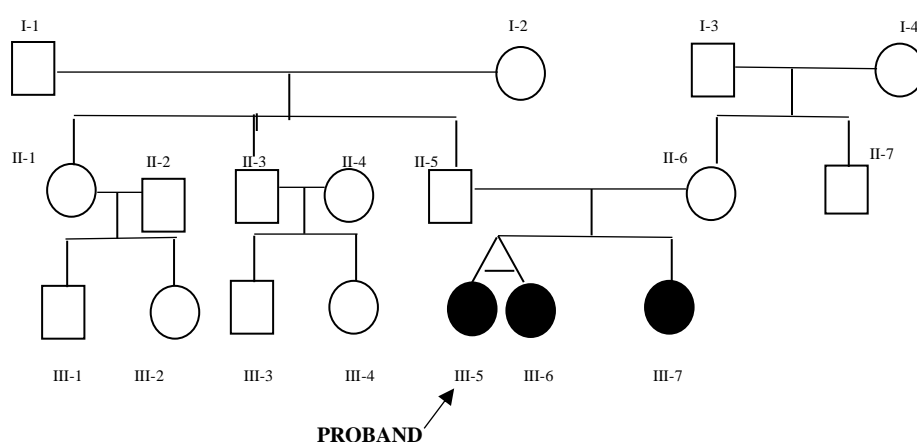 I-1 I-2 I-3 I-4
II-1 II-2 II-3 II-4 II-5 II-6 II-7
III-1 III-2 III-3 III-4 III-5 III-6 III-7
PROBAND